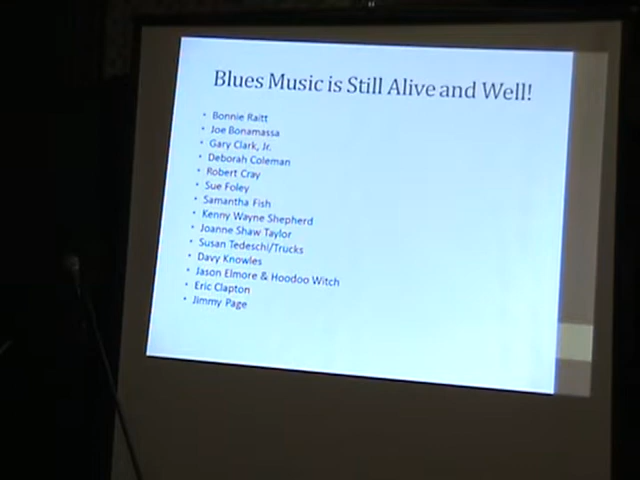 Blues Music is Still Alive and Well!
• Bonnie Raitt
• Joe Bonamassa
• Gary Clark, Jr.
• Deborah Coleman
• Robert Cray
• Sue Foley
• Samantha Fish
• Kenny Wayne Shepherd
• Joanne Shaw Taylor
• Susan Tedeschi/Trucks
• Davy Knowles
• Jason Elmore & Hoodoo Witch
• Eric Clapton
• Jimmy Page